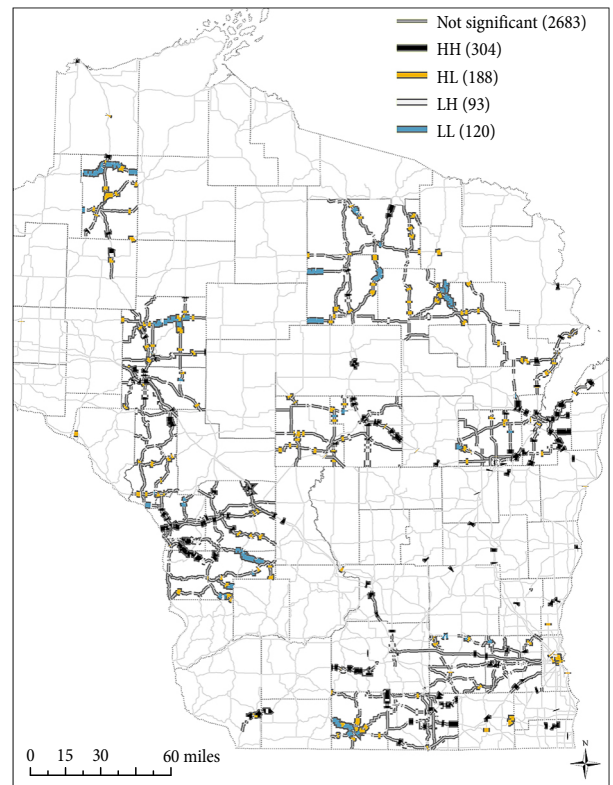 Not significant (2683)
HH (304)
HL (188)
LH (93)
LL (120)
N
0 15 30 60 miles